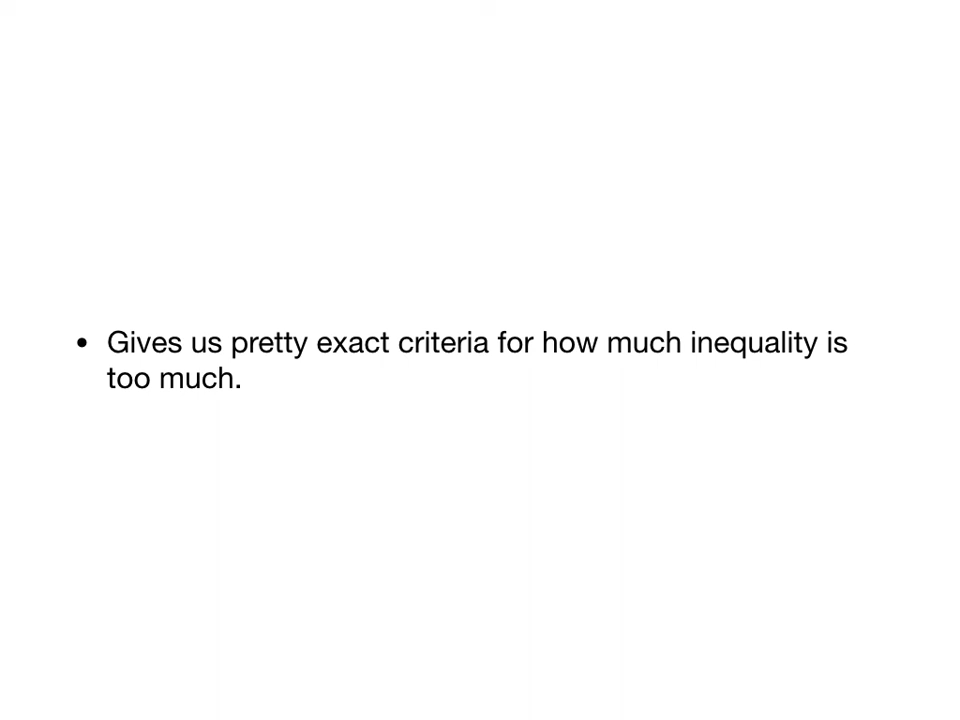 • Gives us pretty exact criteria for how much inequality is
too much.